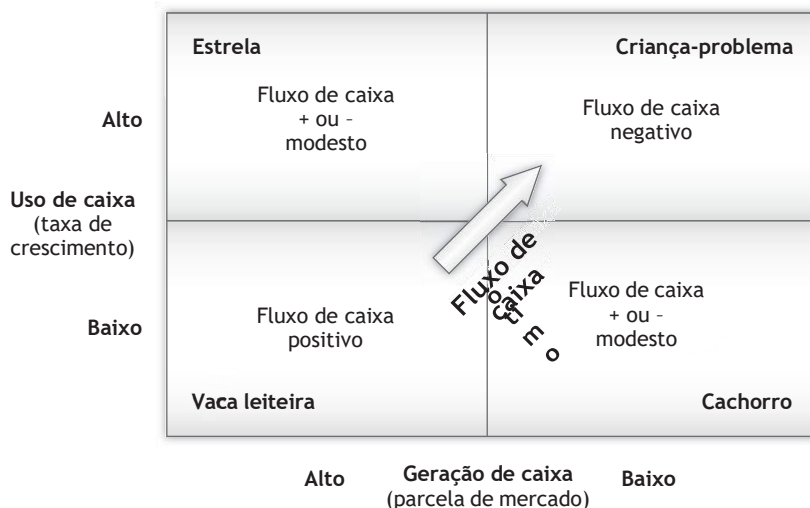 Estrela
Criança-problema
Fluxo de caixa
+ ou –
modesto
Fluxo de caixa
negativo
Alto
Uso de caixa
(taxa de
crescimento)
Baixo
Fluxo de caixa
positivo
Fluxo de
caixa
ótimo
Fluxo de caixa
+ ou –
modesto
Vaca leiteira
Cachorro
Alto
Geração de caixa
(parcela de mercado)
Baixo